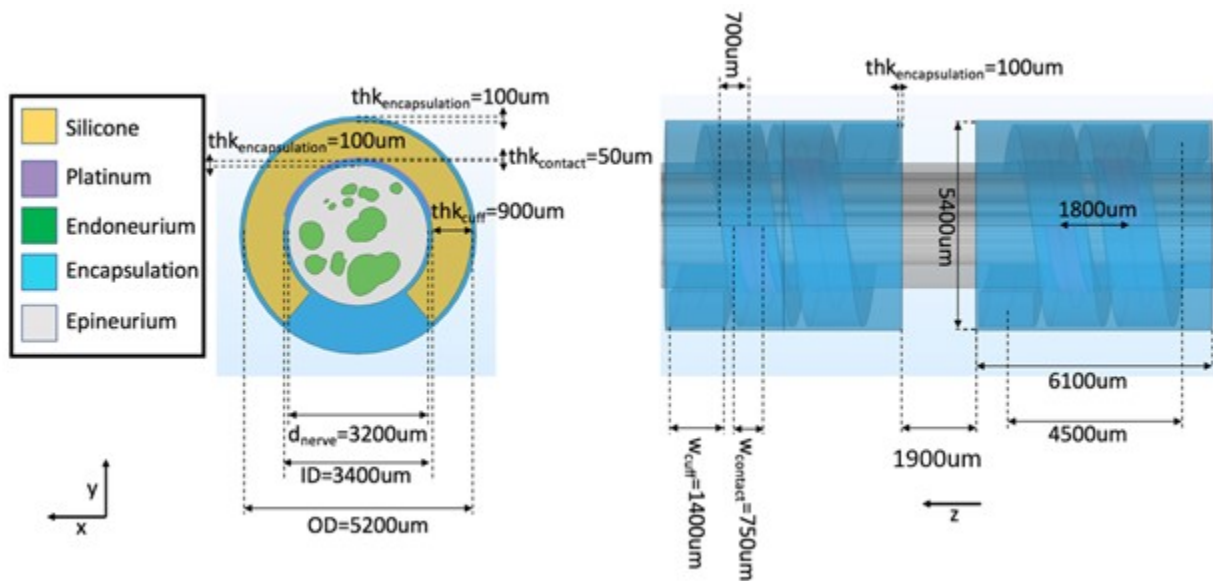 Silicone
Platinum
Endoneurium
Encapsulation
Epineurium
thkencapsulation=100um
thkencapsulation=100um
thkcontact=50um
thkcuff=900um
dnerve=3200um
ID=3400um
OD=5200um
y
x
700um
thkencapsulation=100um
5400um
1800um
6100um
4500um
1900um
wcuff=1400um
wcontact=750um
z